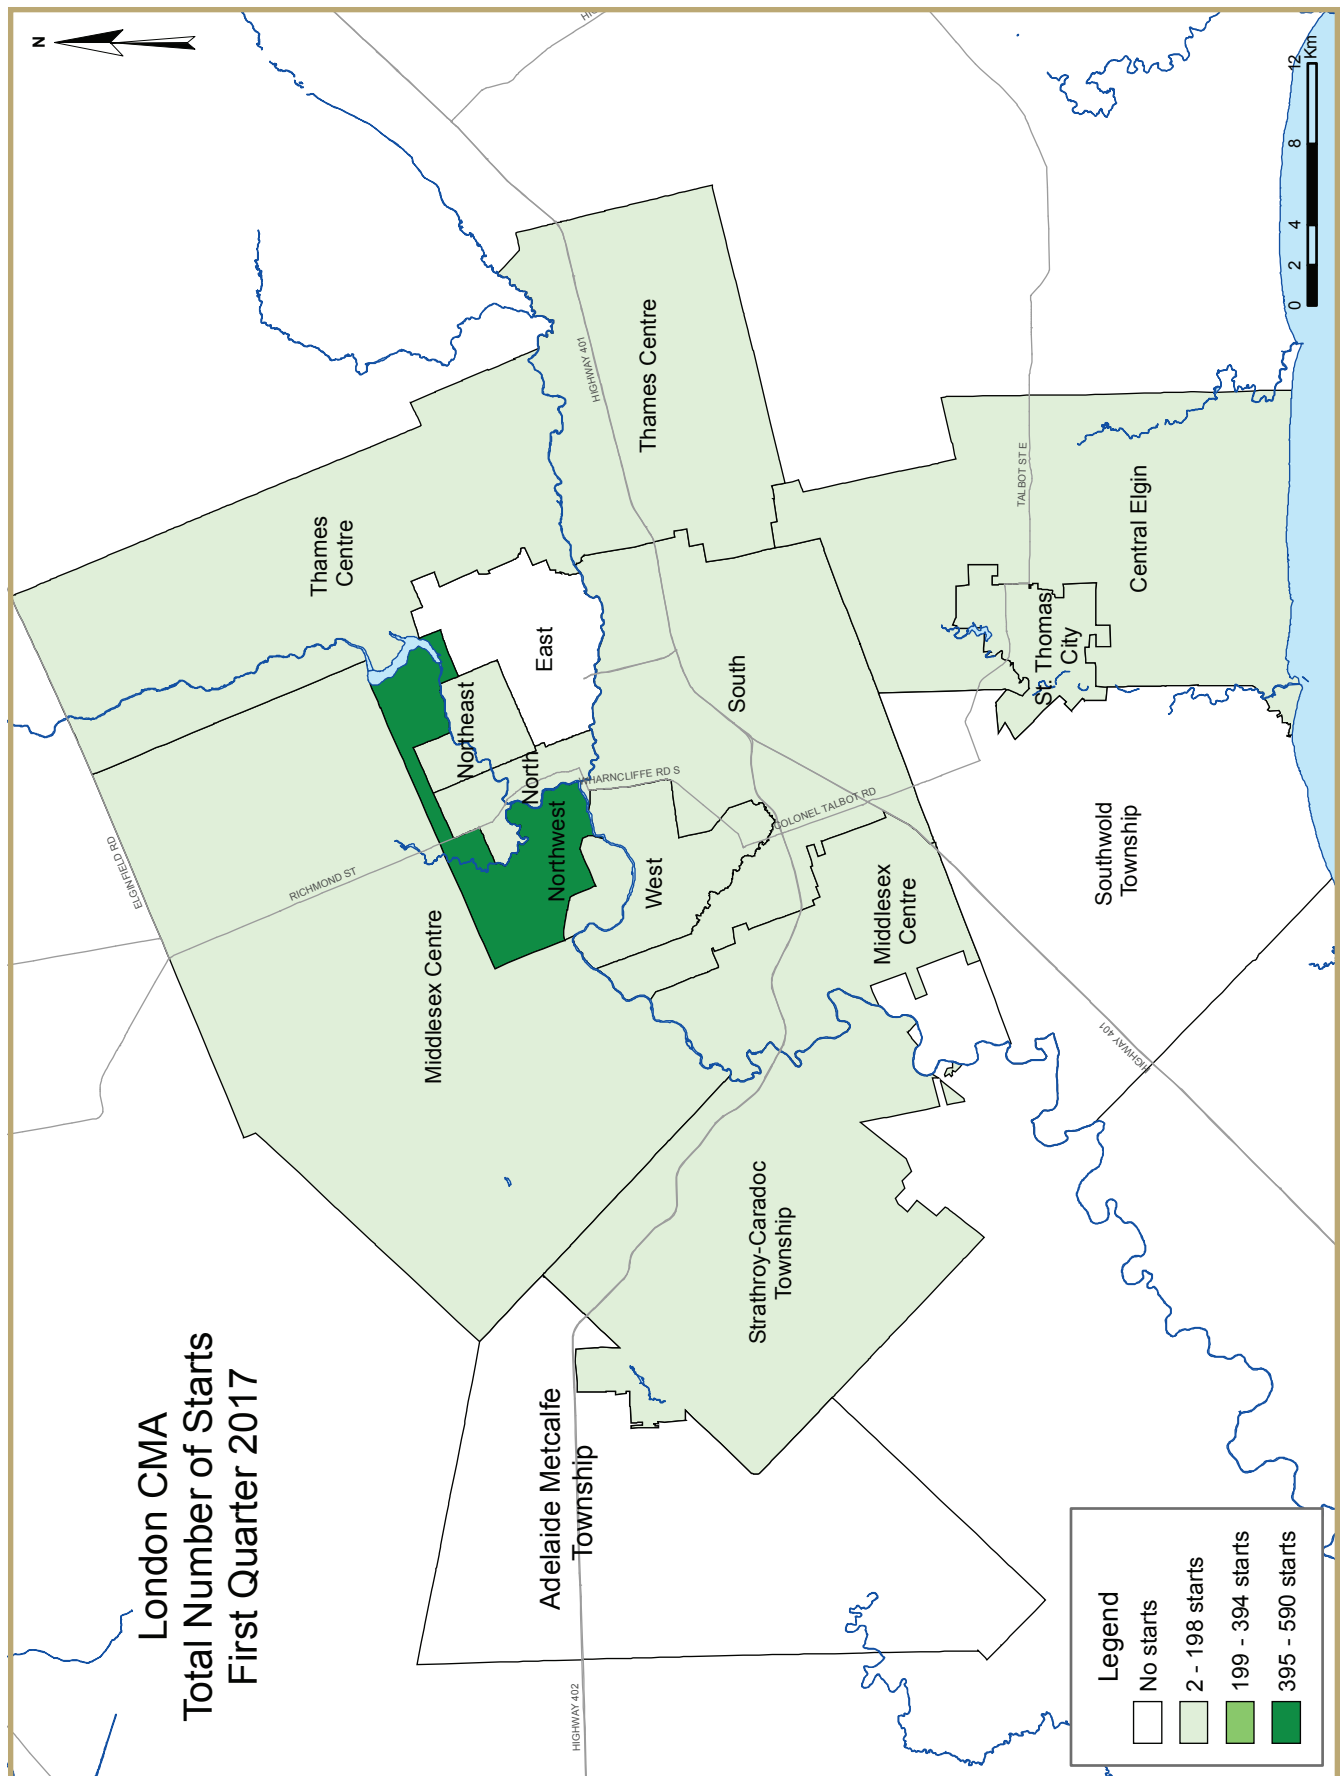 London CMA
Total Number of Starts
First Quarter 2017
N
ELGINFIELD RD
RICHMOND ST
Thames
Centre
Middlesex Centre
Northeast
North
East
Northwest
HIGHWAY 401
Thames Centre
WHARNCLIFFE RD S
West
South
Adelaide Metcalfe
Township
HIGHWAY 402
Strathroy-Caradoc
Township
COLONEL TALBOT RD
Middlesex
Centre
TALBOT ST E
St. Thomas
City
Central Elgin
Southwold
Township
HIGHWAY 401
Legend
No starts
2 - 198 starts
199 - 394 starts
395 - 590 starts
0 2 4 8 12
Km